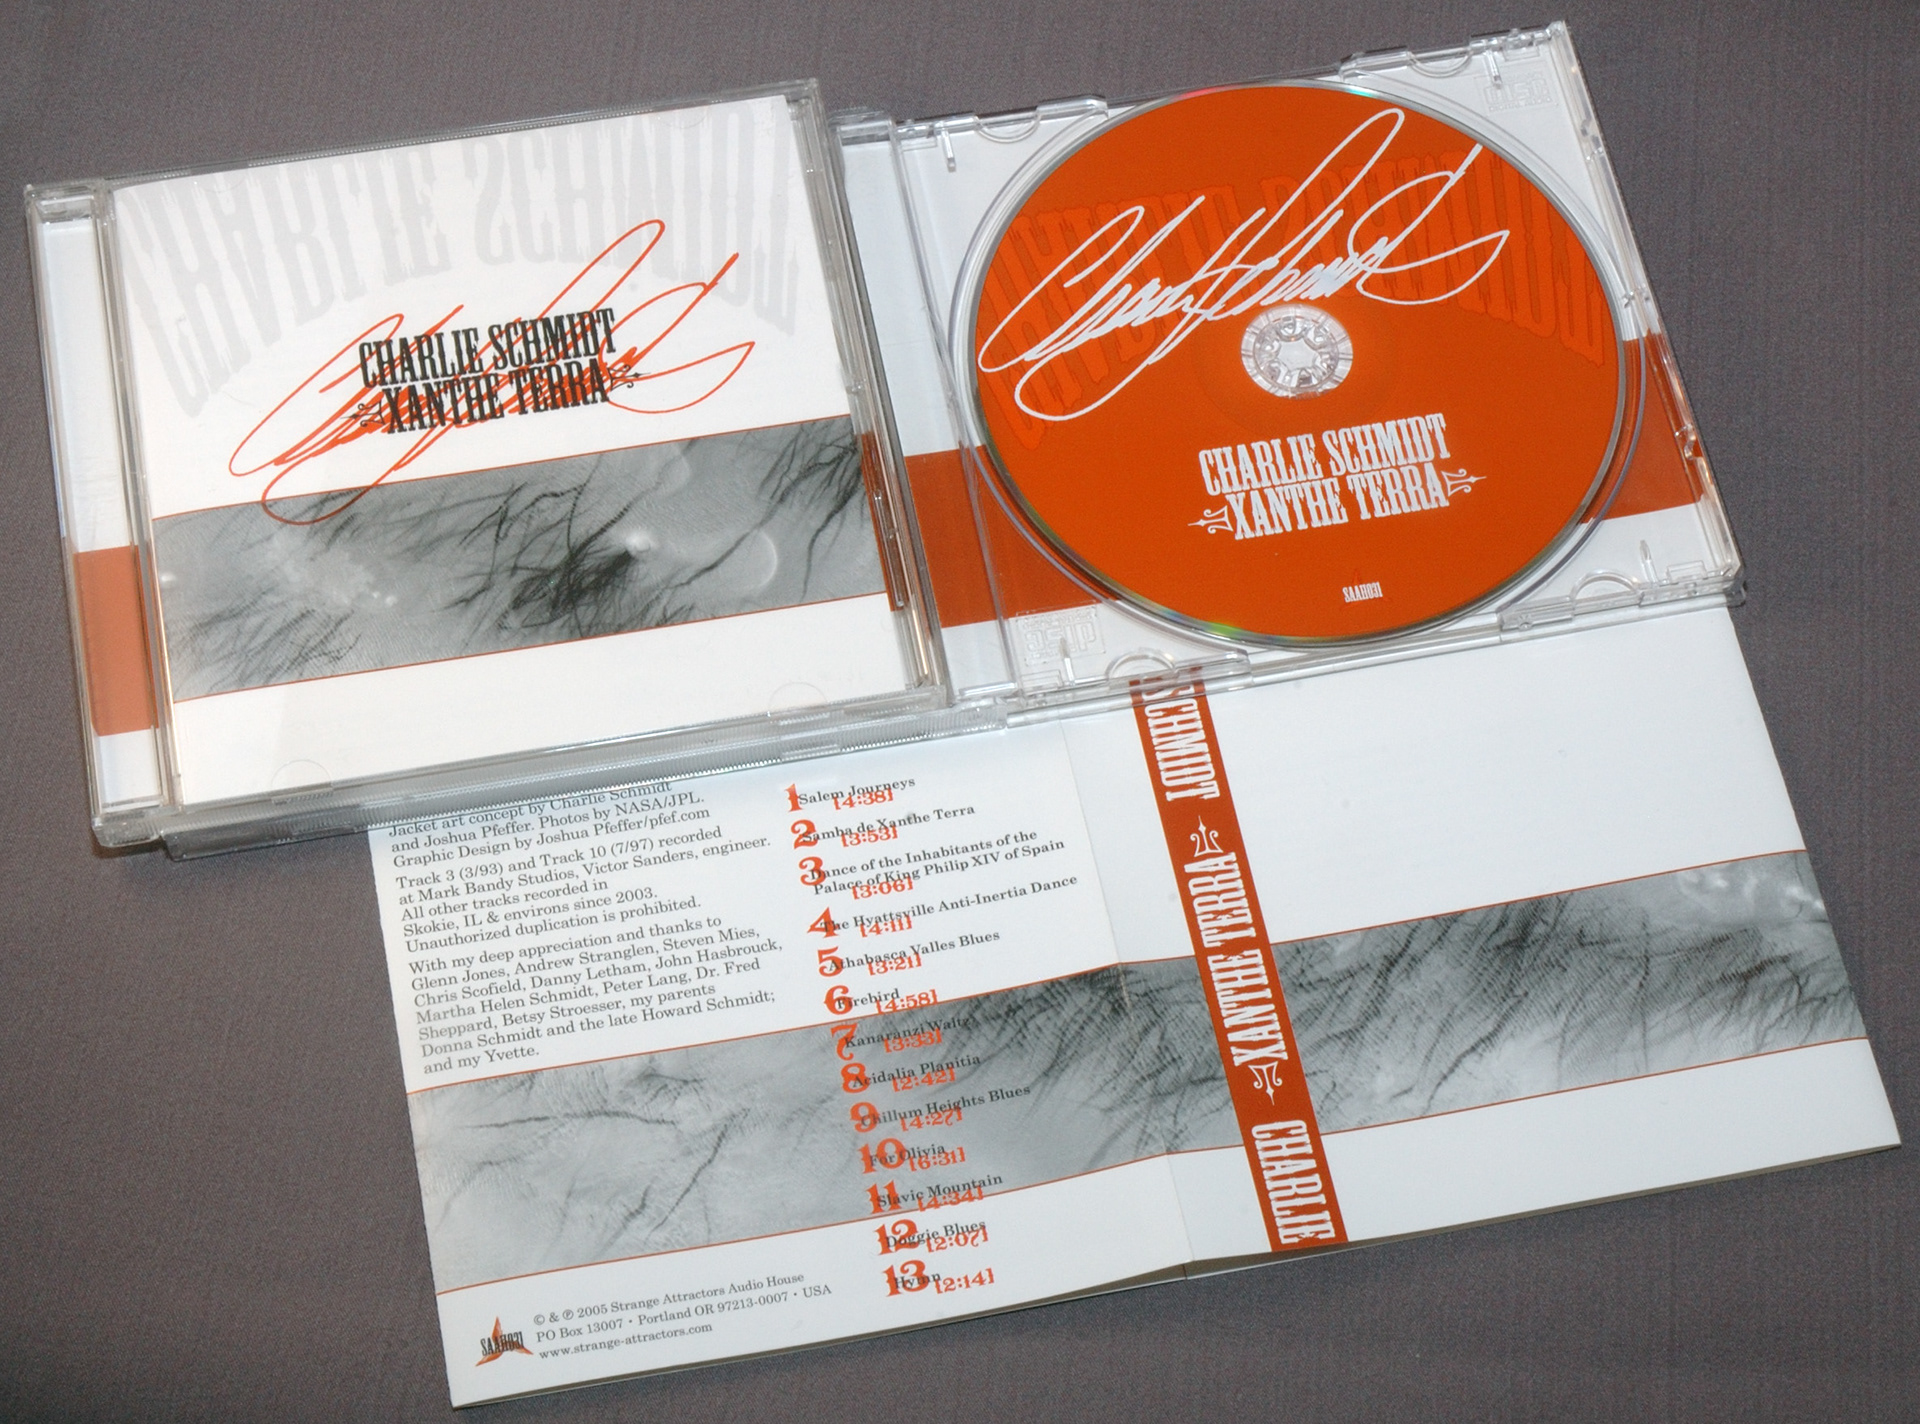 CHARLIE SCHMIDT
CHARLIE SCHMIDT
XANTHE TERRA
CHARLIE SCHMIDT
Charlie Schmidt
CHARLIE SCHMIDT
XANTHE TERRA
SAAH031
Jacket art concept by Charlie Schmidt
and Joshua Pfeffer. Photos by NASA/JPL.
Graphic Design by Joshua Pfeffer/pfef.com
Track 3 (3/93) and Track 10 (7/97) recorded
at Mark Bandy Studios, Victor Sanders, engineer.
All other tracks recorded in
Skokie, IL & environs since 2003.
Unauthorized duplication is prohibited.
With my deep appreciation and thanks to
Glenn Jones, Andrew Stranglen, Steven Mies,
Chris Scofield, Danny Letham, John Hasbrouck,
Martha Helen Schmidt, Peter Lang, Dr. Fred
Sheppard, Betsy Stroesser, my parents
Donna Schmidt and the late Howard Schmidt;
and my Yvette.
1 Salem Journeys
[4:38]
2 Samba de Xanthe Terra
[3:53]
3 Dance of the Inhabitants of the
Palace of King Philip XIV of Spain
[3:06]
4 The Hyattsville Anti-Inertia Dance
[4:11]
5 Athabasca Valles Blues
[3:21]
6 Firebird
[4:58]
7 Kanaranzi Waltz
[3:33]
8 Acidalia Planitia
[2:42]
9 Chillum Heights Blues
[4:27]
10 For Olivia
[6:31]
11 Slavic Mountain
[4:34]
12 Doggie Blues
[2:07]
13 Hymn
[2:14]
SAAH031
© & ℗ 2005 Strange Attractors Audio House
PO Box 13007 • Portland OR 97213-0007 • USA
www.strange-attractors.com
SCHMIDT
XANTHE TERRA
CHARLIE